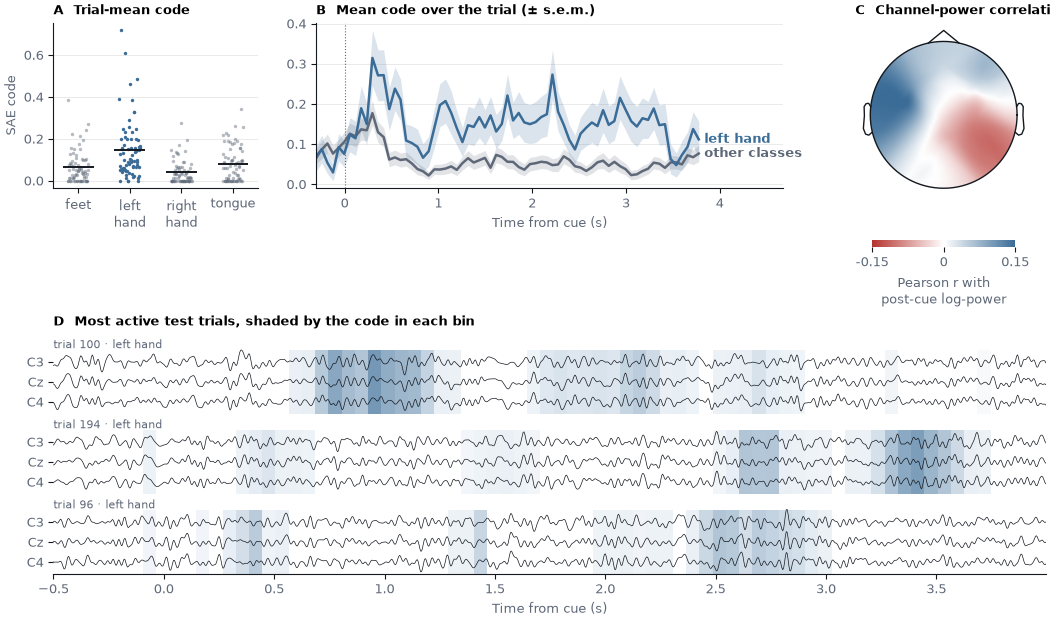 A Trial-mean code
B Mean code over the trial (± s.e.m.)
C Channel-power correlati
SAE code
0.6
0.4
0.2
0.0
feet
left hand
right hand
tongue
0.4
0.3
0.2
0.1
0.0
left hand
other classes
0
1
2
3
4
Time from cue (s)
-0.15
0
0.15
Pearson r with
post-cue log-power
D Most active test trials, shaded by the code in each bin
trial 100 · left hand
C3
Cz
C4
trial 194 · left hand
C3
Cz
C4
trial 96 · left hand
C3
Cz
C4
−0.5
0.0
0.5
1.0
1.5
2.0
2.5
3.0
3.5
Time from cue (s)